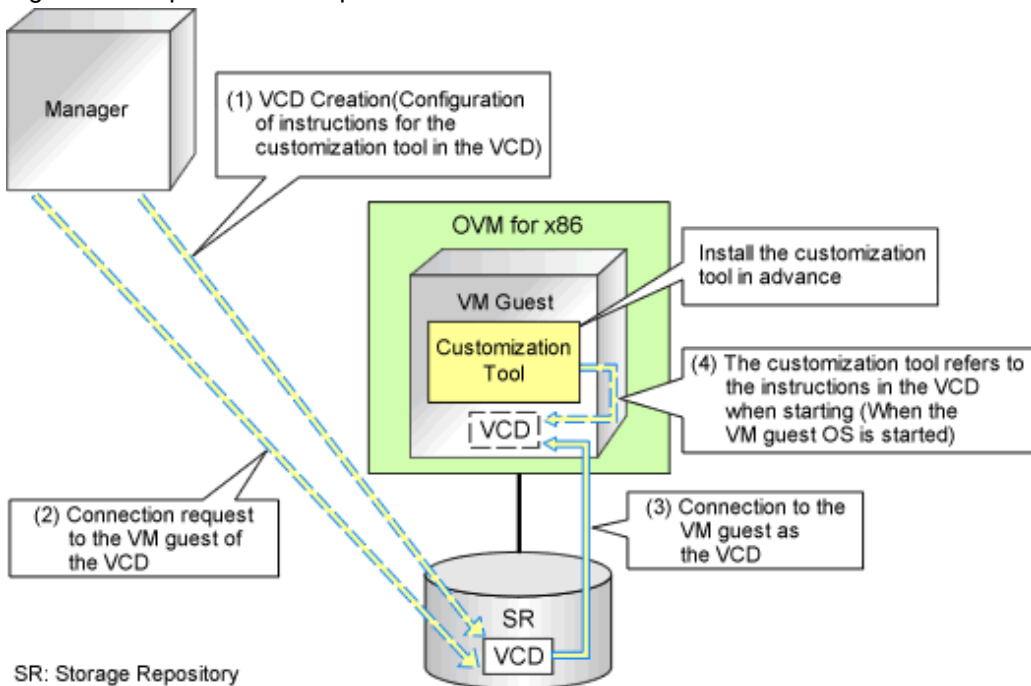 Manager
(1) VCD Creation(Configuration
of instructions for the
customization tool in the VCD)
OVM for x86
Install the customization
tool in advance
VM Guest
Customization
Tool
(4) The customization tool refers to
the instructions in the VCD
when starting (When the
VM guest OS is started)
VCD
(2) Connection request
to the VM guest of
the VCD
(3) Connection to the
VM guest as
the VCD
SR
VCD
SR: Storage Repository